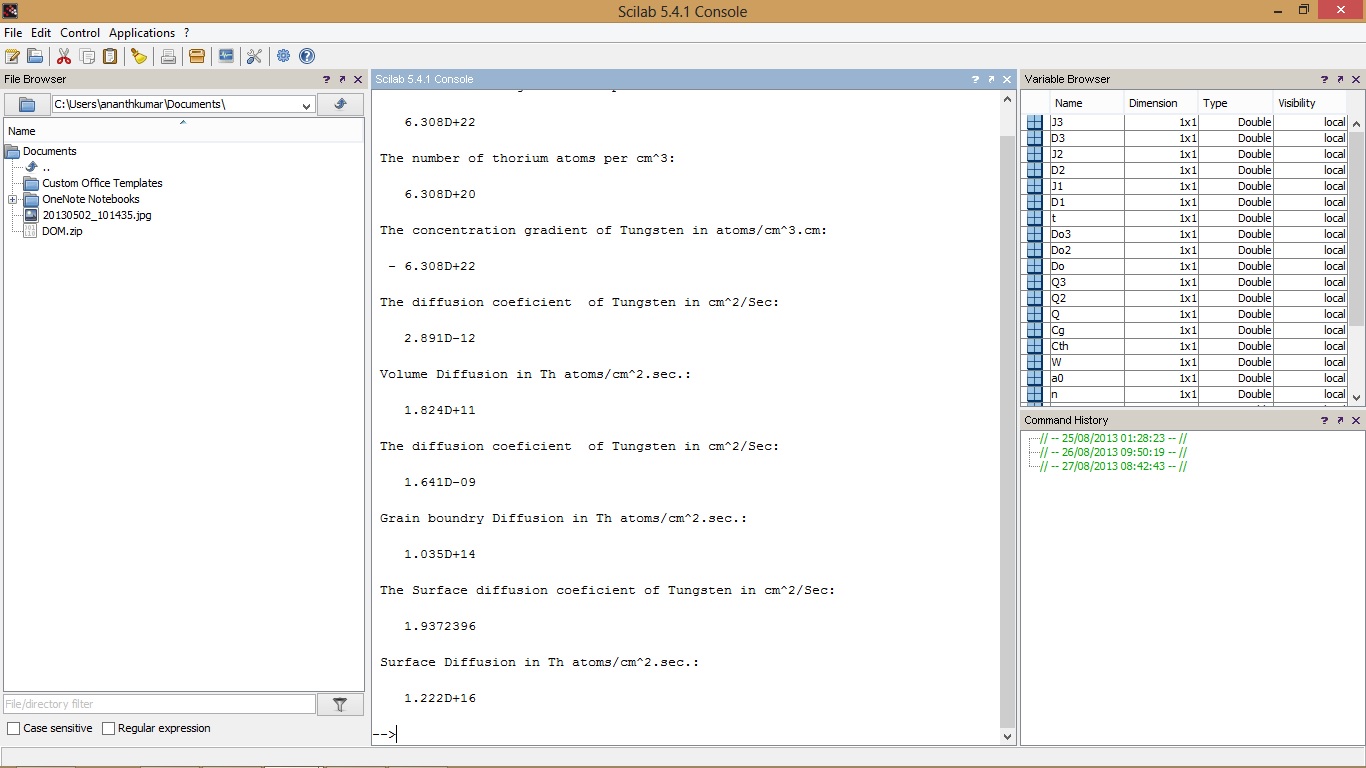 Scilab 5.4.1 Console
File Edit Control Applications ?
File Browser
C:\Users\ananthkumar\Documents\
Name
Documents
..
Custom Office Templates
OneNote Notebooks
20130502_101435.jpg
DOM.zip
File/directory filter
Case sensitive Regular expression
Scilab 5.4.1 Console
6.308D+22
The number of thorium atoms per cm^3:
6.308D+20
The concentration gradient of Tungsten in atoms/cm^3.cm:
- 6.308D+22
The diffusion coeficient  of Tungsten in cm^2/Sec:
2.891D-12
Volume Diffusion in Th atoms/cm^2.sec.:
1.824D+11
The diffusion coeficient  of Tungsten in cm^2/Sec:
1.641D-09
Grain boundry Diffusion in Th atoms/cm^2.sec.:
1.035D+14
The Surface diffusion coeficient of Tungsten in cm^2/Sec:
1.9372396
Surface Diffusion in Th atoms/cm^2.sec.:
1.222D+16
-->
Variable Browser
Name Dimension Type Visibility
J3 1x1 Double local
D3 1x1 Double local
J2 1x1 Double local
D2 1x1 Double local
J1 1x1 Double local
D1 1x1 Double local
t 1x1 Double local
Do3 1x1 Double local
Do2 1x1 Double local
Do 1x1 Double local
Q3 1x1 Double local
Q2 1x1 Double local
Q 1x1 Double local
Cg 1x1 Double local
Cth 1x1 Double local
W 1x1 Double local
a0 1x1 Double local
n 1x1 Double local
Command History
// -- 25/08/2013 01:28:23 -- //
// -- 26/08/2013 09:50:19 -- //
// -- 27/08/2013 08:42:43 -- //